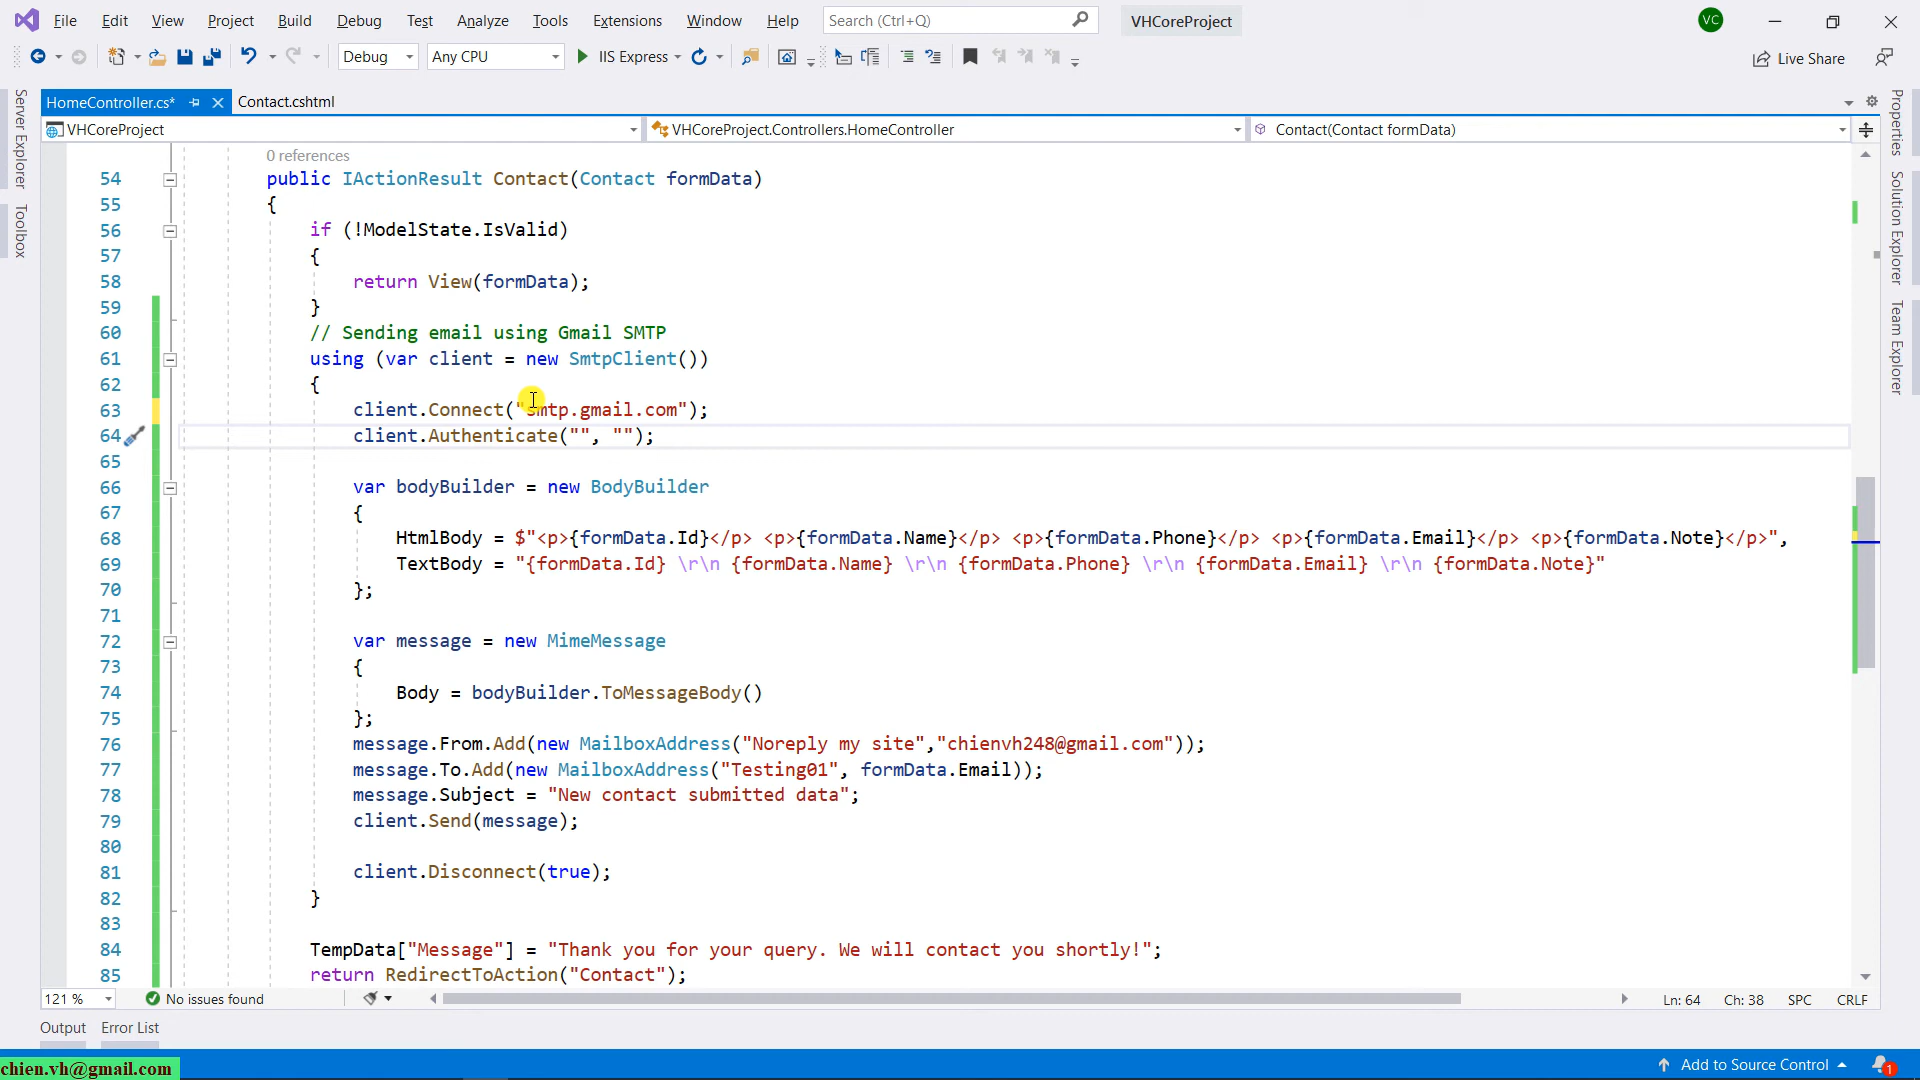 File Edit View Project Build Debug Test Analyze Tools Extensions Window Help Search (Ctrl+Q) VHCoreProject VC
Debug Any CPU IIS Express Live Share
Server Explorer
Toolbox
HomeController.cs* Contact.cshtml
VHCoreProject VHCoreProject.Controllers.HomeController Contact(Contact formData)
0 references
54 public IActionResult Contact(Contact formData)
55 {
56 if (!ModelState.IsValid)
57 {
58 return View(formData);
59 }
60 // Sending email using Gmail SMTP
61 using (var client = new SmtpClient())
62 {
63 client.Connect("smtp.gmail.com");
64 client.Authenticate("", "");
65
66 var bodyBuilder = new BodyBuilder
67 {
68 HtmlBody = $"<p>{formData.Id}</p> <p>{formData.Name}</p> <p>{formData.Phone}</p> <p>{formData.Email}</p> <p>{formData.Note}</p>",
69 TextBody = "{formData.Id} \r\n {formData.Name} \r\n {formData.Phone} \r\n {formData.Email} \r\n {formData.Note}"
70 };
71
72 var message = new MimeMessage
73 {
74 Body = bodyBuilder.ToMessageBody()
75 };
76 message.From.Add(new MailboxAddress("Noreply my site","chienvh248@gmail.com"));
77 message.To.Add(new MailboxAddress("Testing01", formData.Email));
78 message.Subject = "New contact submitted data";
79 client.Send(message);
80
81 client.Disconnect(true);
82 }
83
84 TempData["Message"] = "Thank you for your query. We will contact you shortly!";
85 return RedirectToAction("Contact");
Properties
Solution Explorer
Team Explorer
121 % No issues found Ln: 64 Ch: 38 SPC CRLF
Output Error List
chien.vh@gmail.com Add to Source Control 1